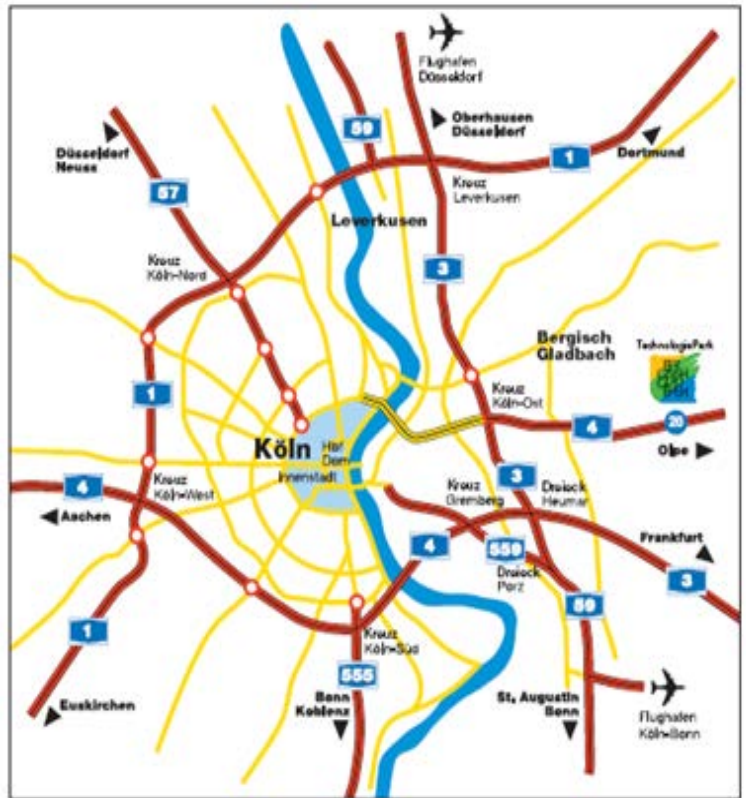 Flughafen
Düsseldorf
59
Oberhausen
Düsseldorf
1
Dortmund
Düsseldorf
Neuss
57
Kreuz
Leverkusen
Leverkusen
Kreuz
Köln-Nord
3
Bergisch
Gladbach
TechnologiePark
1
Kreuz
Köln-Ost
20
4
Olpe
Köln
Hbf
Dom
Innenstadt
3
4
Kreuz
Köln-West
Kreuz
Gremberg
Dreieck
Heumar
Aachen
4
559
Frankfurt
Dreieck
Porz
3
59
1
Kreuz
Köln-Süd
555
Euskirchen
Bonn
Koblenz
St. Augustin
Bonn
Flughafen
Köln-Bonn